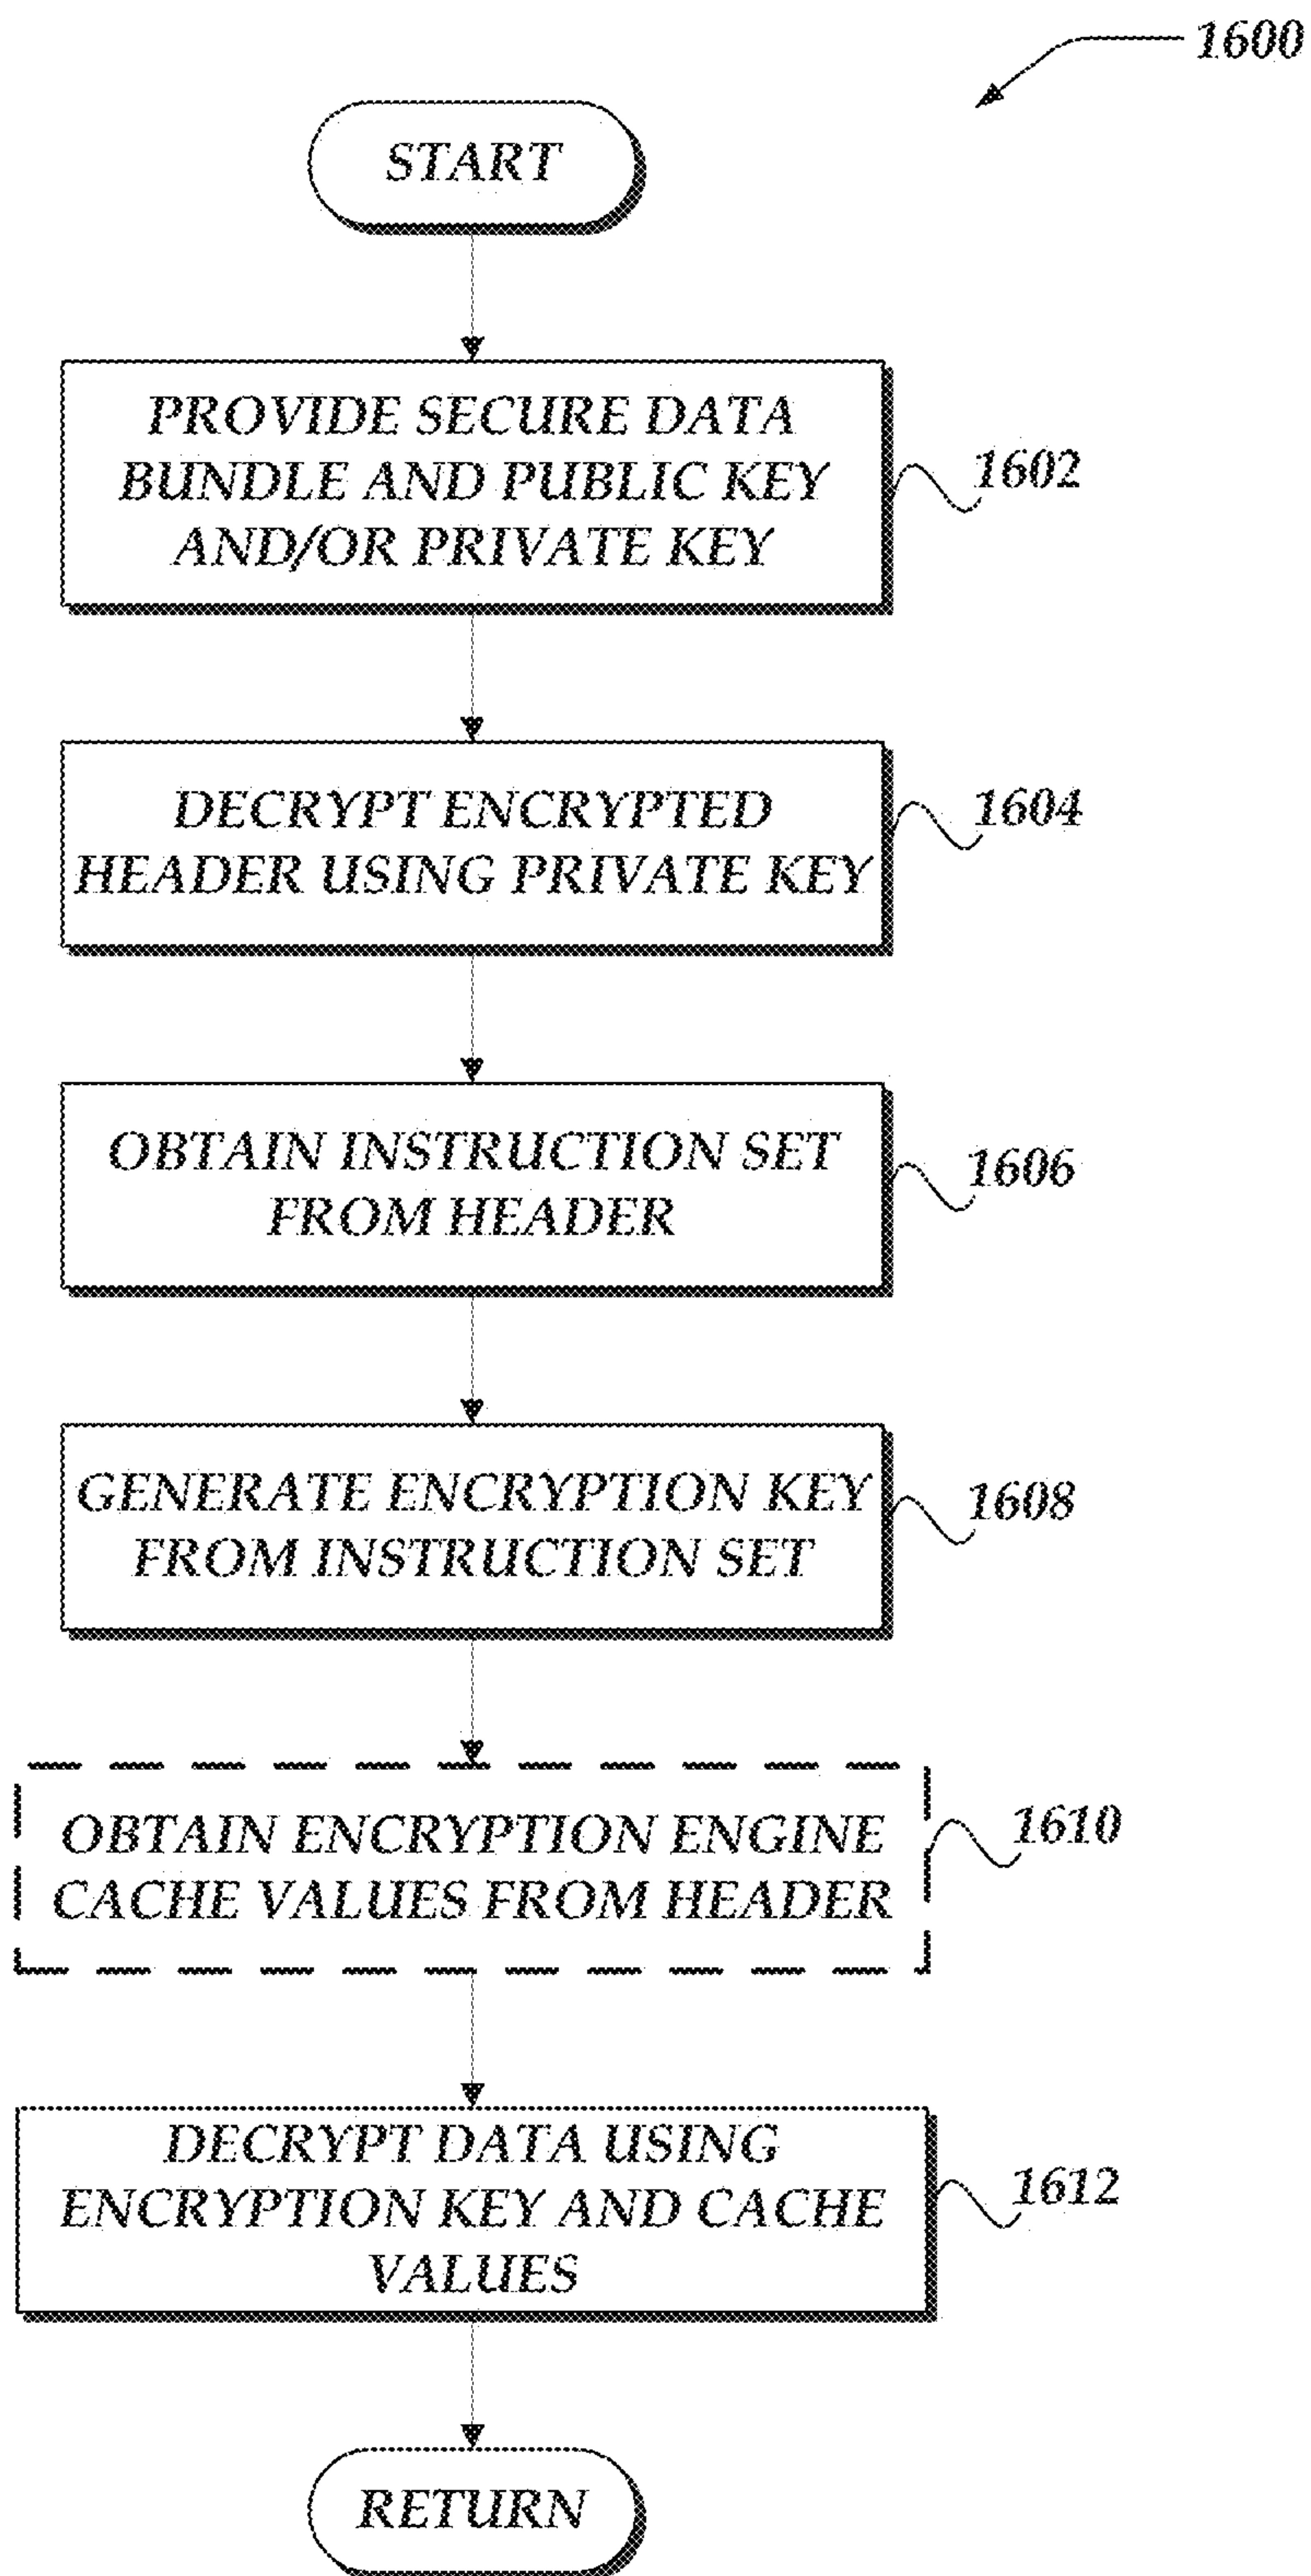 1600
START
PROVIDE SECURE DATA
BUNDLE AND PUBLIC KEY
AND/OR PRIVATE KEY
1602
DECRYPT ENCRYPTED
HEADER USING PRIVATE KEY
1604
OBTAIN INSTRUCTION SET
FROM HEADER
1606
GENERATE ENCRYPTION KEY
FROM INSTRUCTION SET
1608
OBTAIN ENCRYPTION ENGINE
CACHE VALUES FROM HEADER
1610
DECRYPT DATA USING
ENCRYPTION KEY AND CACHE
VALUES
1612
RETURN